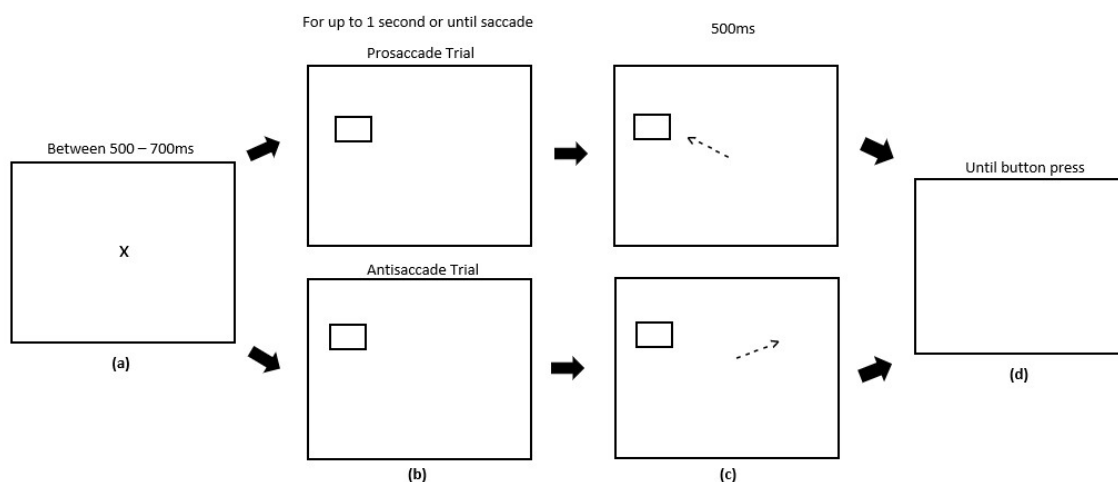 For up to 1 second or until saccade
500ms
Prosaccade Trial
Between 500 – 700ms
X
(a)
Antisaccade Trial
(b)
(c)
Until button press
(d)